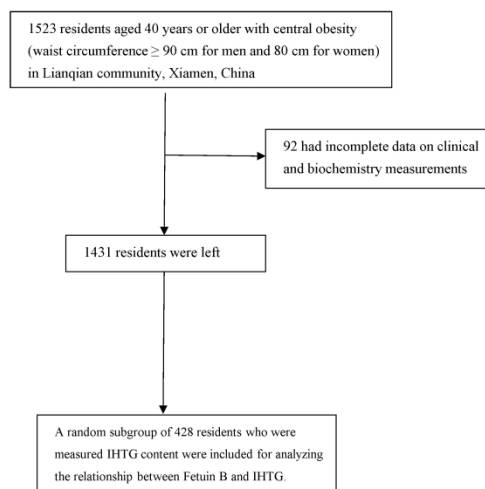 1523 residents aged 40 years or older with central obesity
(waist circumference ≥ 90 cm for men and 80 cm for women)
in Lianqian community, Xiamen, China
92 had incomplete data on clinical
and biochemistry measurements
1431 residents were left
A random subgroup of 428 residents who were
measured IHTG content were included for analyzing
the relationship between Fetuin B and IHTG.